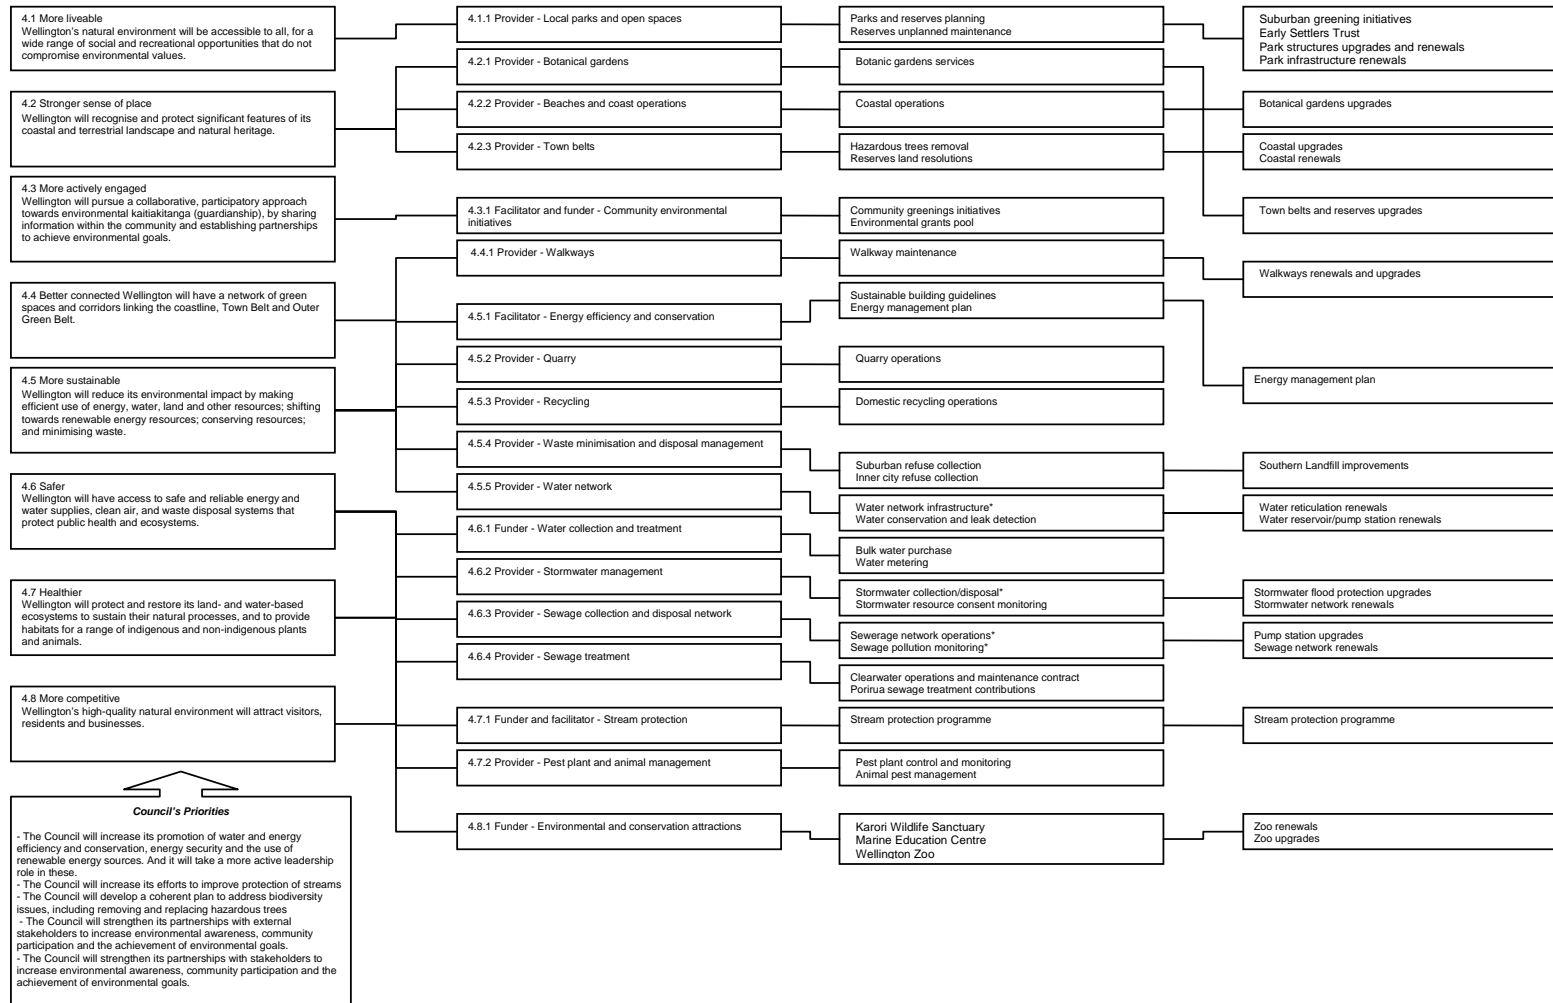 4.1 More liveable
Wellington's natural environment will be accessible to all, for a
wide range of social and recreational opportunities that do not
compromise environmental values.
4.2 Stronger sense of place
Wellington will recognise and protect significant features of its
coastal and terrestrial landscape and natural heritage.
4.3 More actively engaged
Wellington will pursue a collaborative, participatory approach
towards environmental kaitiakitanga (guardianship), by sharing
information within the community and establishing partnerships
to achieve environmental goals.
4.4 Better connected Wellington will have a network of green
spaces and corridors linking the coastline, Town Belt and Outer
Green Belt.
4.5 More sustainable
Wellington will reduce its environmental impact by making
efficient use of energy, water, land and other resources; shifting
towards renewable energy resources; conserving resources;
and minimising waste.
4.6 Safer
Wellington will have access to safe and reliable energy and
water supplies, clean air, and waste disposal systems that
protect public health and ecosystems.
4.7 Healthier
Wellington will protect and restore its land- and water-based
ecosystems to sustain their natural processes, and to provide
habitats for a range of indigenous and non-indigenous plants
and animals.
4.8 More competitive
Wellington's high-quality natural environment will attract visitors,
residents and businesses.
Council's Priorities
- The Council will increase its promotion of water and energy
efficiency and conservation, energy security and the use of
renewable energy sources. And it will take a more active leadership
role in these.
- The Council will increase its efforts to improve protection of streams
- The Council will develop a coherent plan to address biodiversity
issues, including removing and replacing hazardous trees
- The Council will strengthen its partnerships with external
stakeholders to increase environmental awareness, community
participation and the achievement of environmental goals.
- The Council will strengthen its partnerships with stakeholders to
increase environmental awareness, community participation and the
achievement of environmental goals.
4.1.1 Provider - Local parks and open spaces
4.2.1 Provider - Botanical gardens
4.2.2 Provider - Beaches and coast operations
4.2.3 Provider - Town belts
4.3.1 Facilitator and funder - Community environmental
initiatives
4.4.1 Provider - Walkways
4.5.1 Facilitator - Energy efficiency and conservation
4.5.2 Provider - Quarry
4.5.3 Provider - Recycling
4.5.4 Provider - Waste minimisation and disposal management
4.5.5 Provider - Water network
4.6.1 Funder - Water collection and treatment
4.6.2 Provider - Stormwater management
4.6.3 Provider - Sewage collection and disposal network
4.6.4 Provider - Sewage treatment
4.7.1 Funder and facilitator - Stream protection
4.7.2 Provider - Pest plant and animal management
4.8.1 Funder - Environmental and conservation attractions
Parks and reserves planning
Reserves unplanned maintenance
Botanic gardens services
Coastal operations
Hazardous trees removal
Reserves land resolutions
Community greenings initiatives
Environmental grants pool
Walkway maintenance
Sustainable building guidelines
Energy management plan
Quarry operations
Domestic recycling operations
Suburban refuse collection
Inner city refuse collection
Water network infrastructure*
Water conservation and leak detection
Bulk water purchase
Water metering
Stormwater collection/disposal*
Stormwater resource consent monitoring
Sewerage network operations*
Sewage pollution monitoring*
Clearwater operations and maintenance contract
Porirua sewage treatment contributions
Stream protection programme
Pest plant control and monitoring
Animal pest management
Karori Wildlife Sanctuary
Marine Education Centre
Wellington Zoo
Suburban greening initiatives
Early Settlers Trust
Park structures upgrades and renewals
Park infrastructure renewals
Botanical gardens upgrades
Coastal upgrades
Coastal renewals
Town belts and reserves upgrades
Walkways renewals and upgrades
Energy management plan
Southern Landfill improvements
Water reticulation renewals
Water reservoir/pump station renewals
Stormwater flood protection upgrades
Stormwater network renewals
Pump station upgrades
Sewage network renewals
Stream protection programme
Zoo renewals
Zoo upgrades